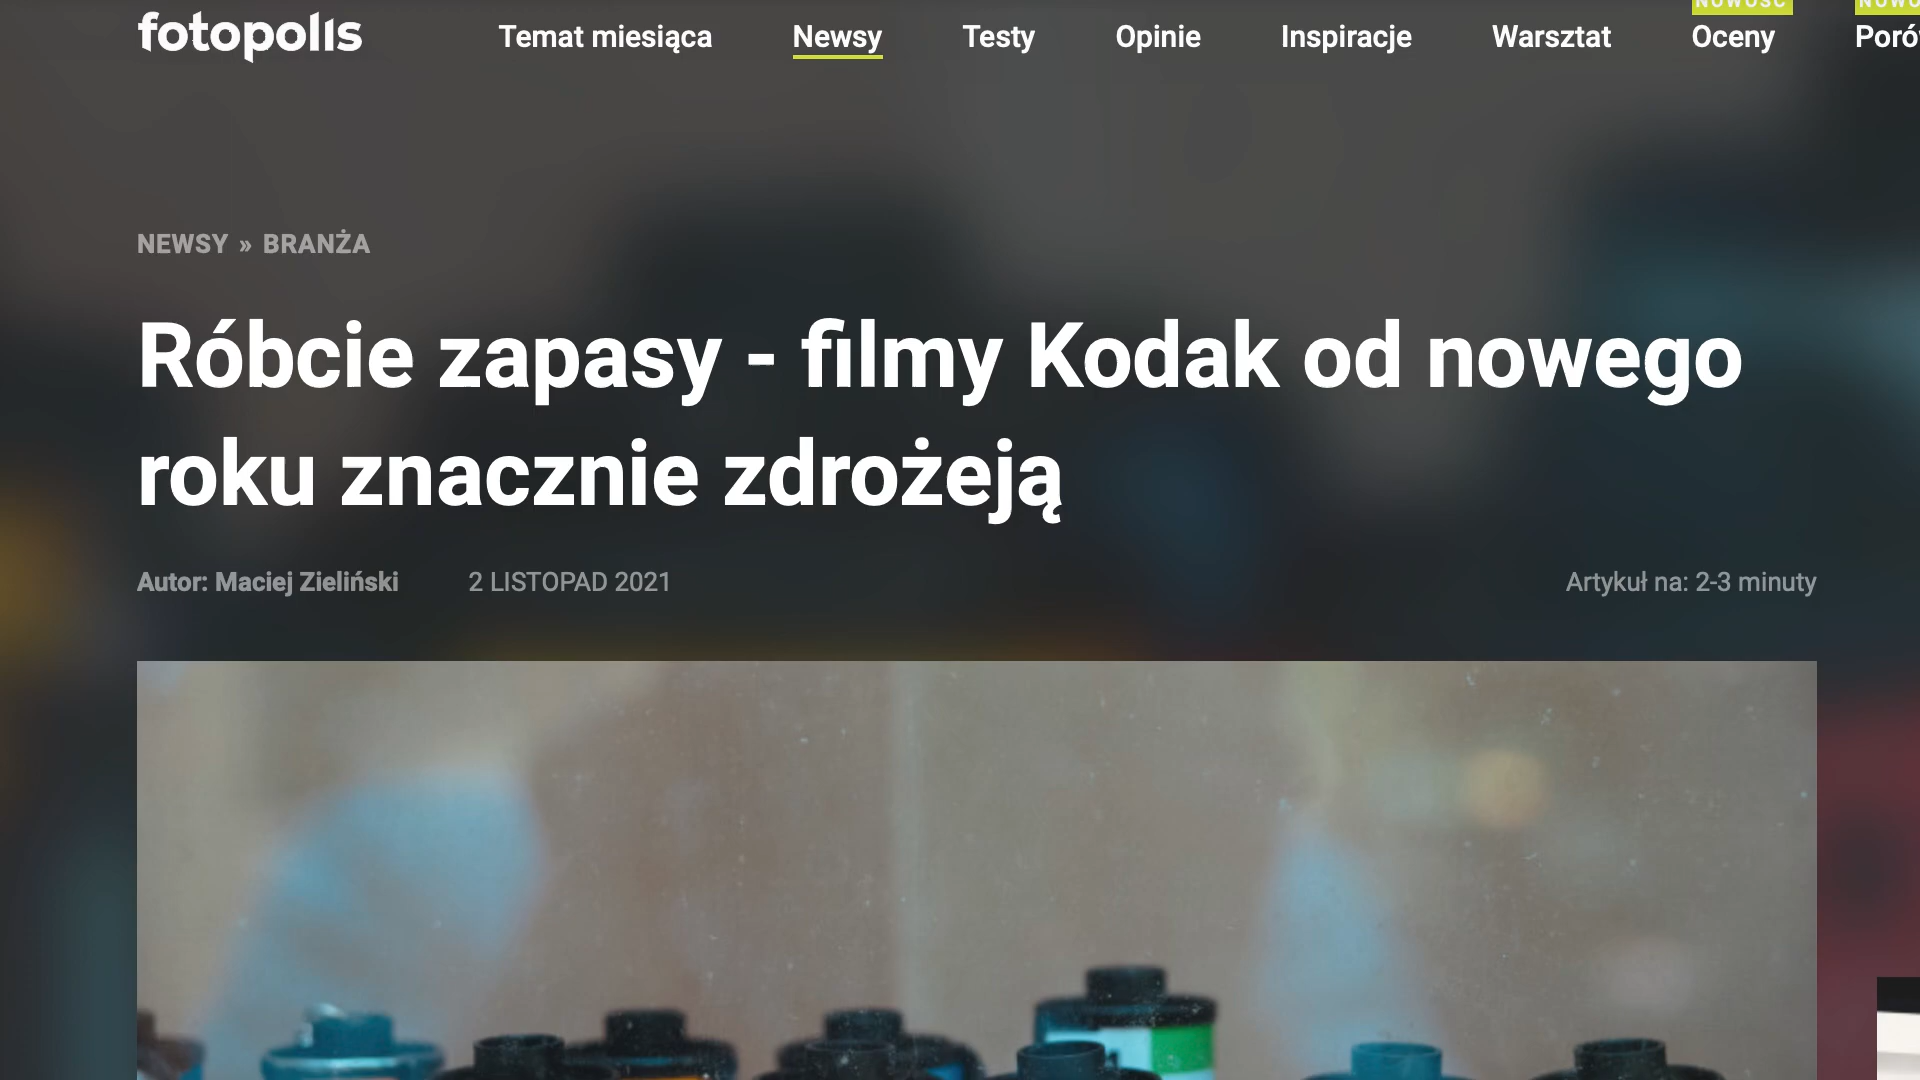 fotopolis
Temat miesiąca Newsy Testy Opinie Inspiracje Warsztat Oceny
NEWSY » BRANŻA
Róbcie zapasy - filmy Kodak od nowego
roku znacznie zdrożeją
Autor: Maciej Zieliński 2 LISTOPAD 2021 Artykuł na: 2-3 minuty